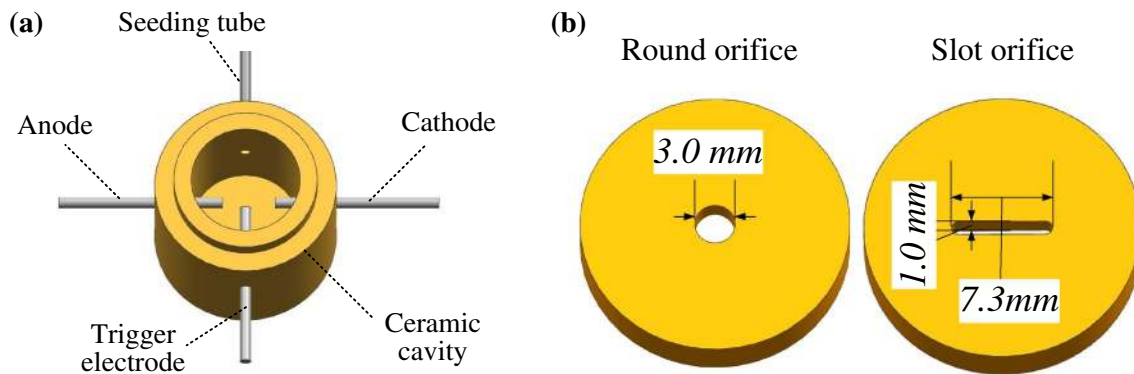 (a)
Seeding tube
Anode
Cathode
Trigger
electrode
Ceramic
cavity
(b)
Round orifice
Slot orifice
3.0 mm
1.0 mm
7.3mm